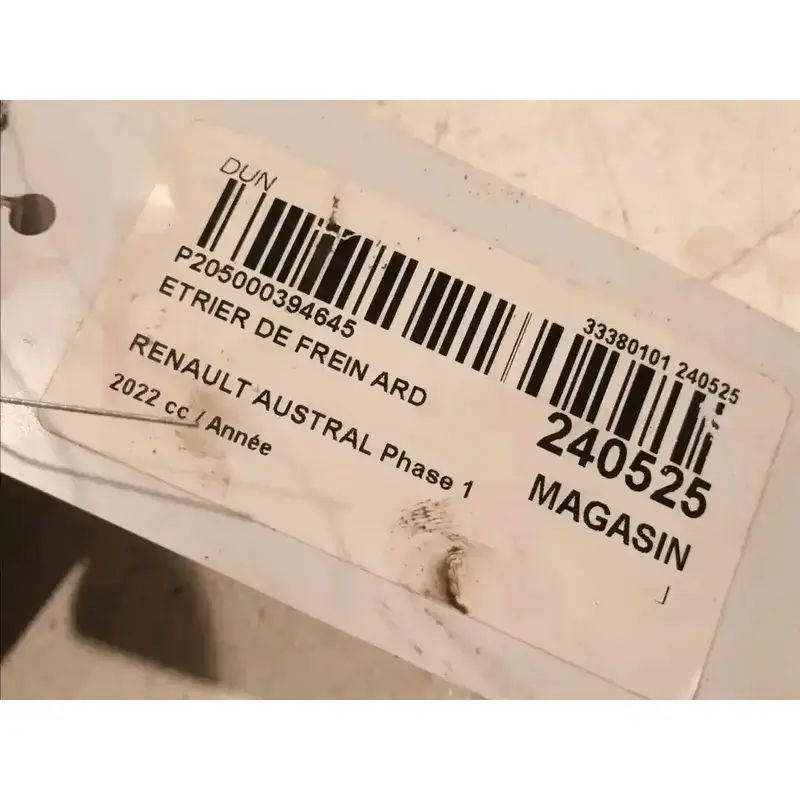 DUN
P205000394645
33380101 240525
ETRIER DE FREIN ARD
240525
RENAULT AUSTRAL Phase 1
MAGASIN
2022 cc / Année